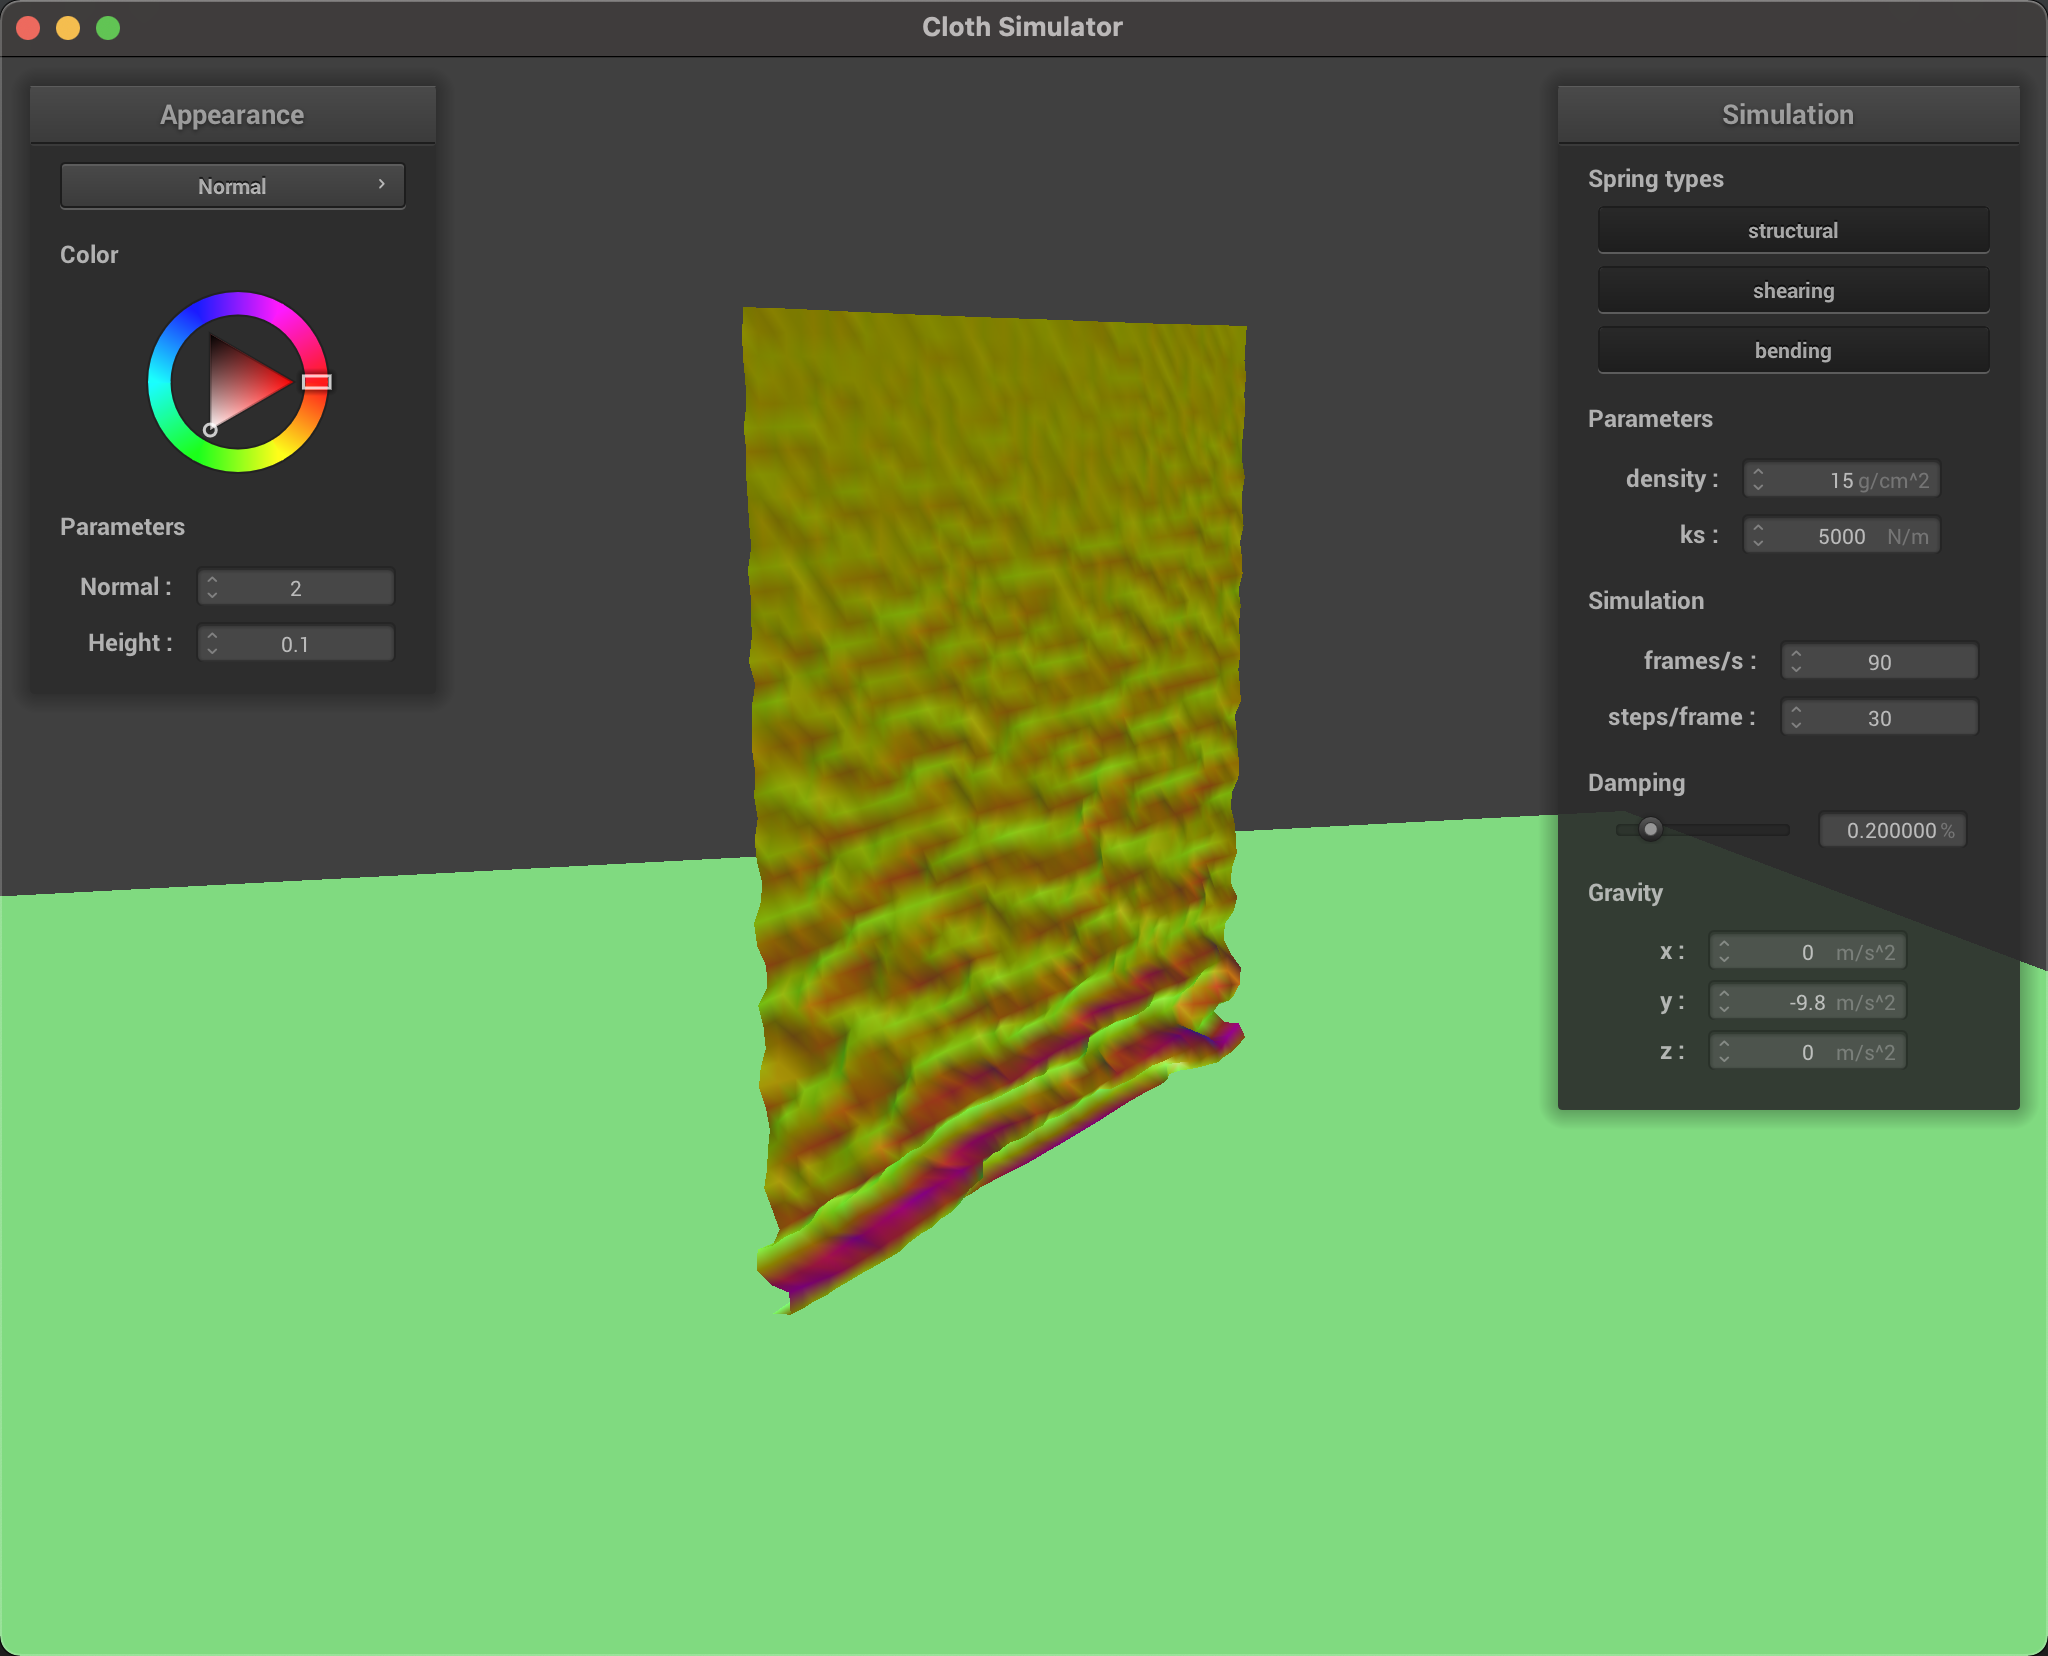 Cloth Simulator
Appearance
Normal
Color
Parameters
Normal : 2
Height : 0.1
Simulation
Spring types
structural
shearing
bending
Parameters
density : 15 g/cm^2
ks : 5000 N/m
Simulation
frames/s : 90
steps/frame : 30
Damping
0.200000 %
Gravity
x : 0 m/s^2
y : -9.8 m/s^2
z : 0 m/s^2